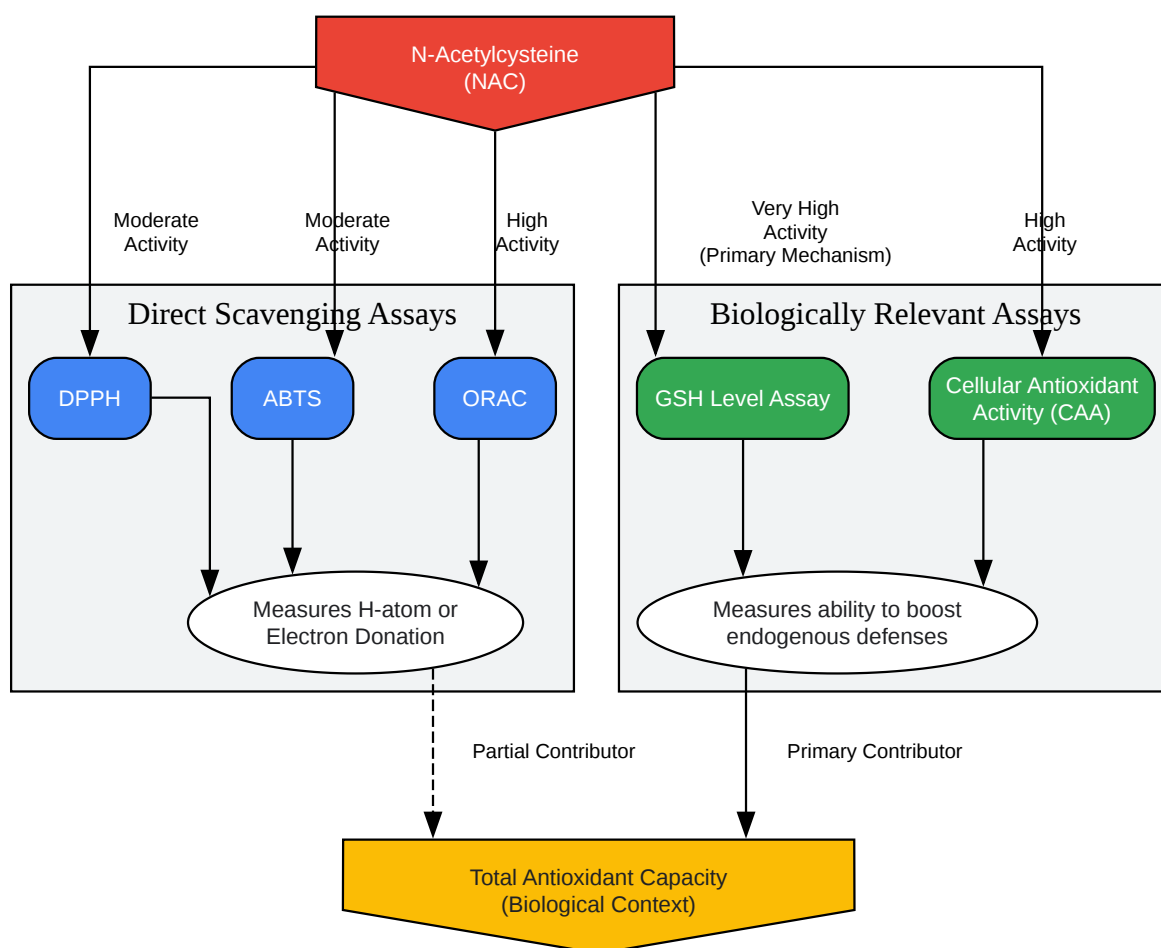 N-Acetylcysteine
(NAC)
Moderate
Activity
Moderate
Activity
High
Activity
Very High
Activity
(Primary Mechanism)
High
Activity
Direct Scavenging Assays
Biologically Relevant Assays
DPPH
ABTS
ORAC
GSH Level Assay
Cellular Antioxidant
Activity (CAA)
Measures H-atom or
Electron Donation
Measures ability to boost
endogenous defenses
Partial Contributor
Primary Contributor
Total Antioxidant Capacity
(Biological Context)